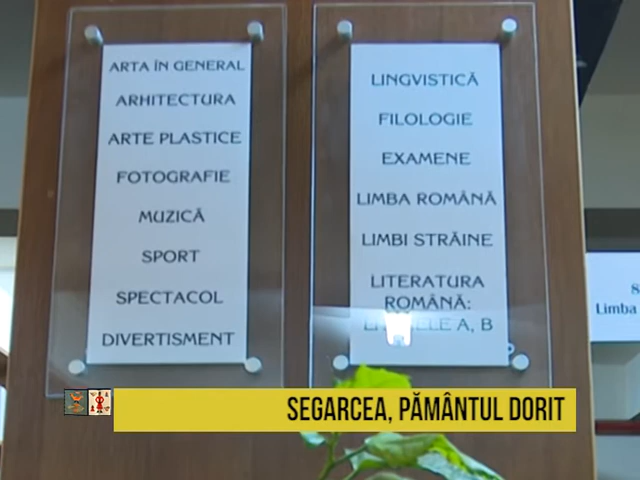 ARTA ÎN GENERAL
ARHITECTURA
ARTE PLASTICE
FOTOGRAFIE
MUZICĂ
SPORT
SPECTACOL
DIVERTISMENT
LINGVISTICĂ
FILOLOGIE
EXAMENE
LIMBA ROMÂNĂ
LIMBI STRĂINE
LITERATURA
ROMÂNĂ:
A, B
8
Limba
SEGARCEA, PĂMÂNTUL DORIT